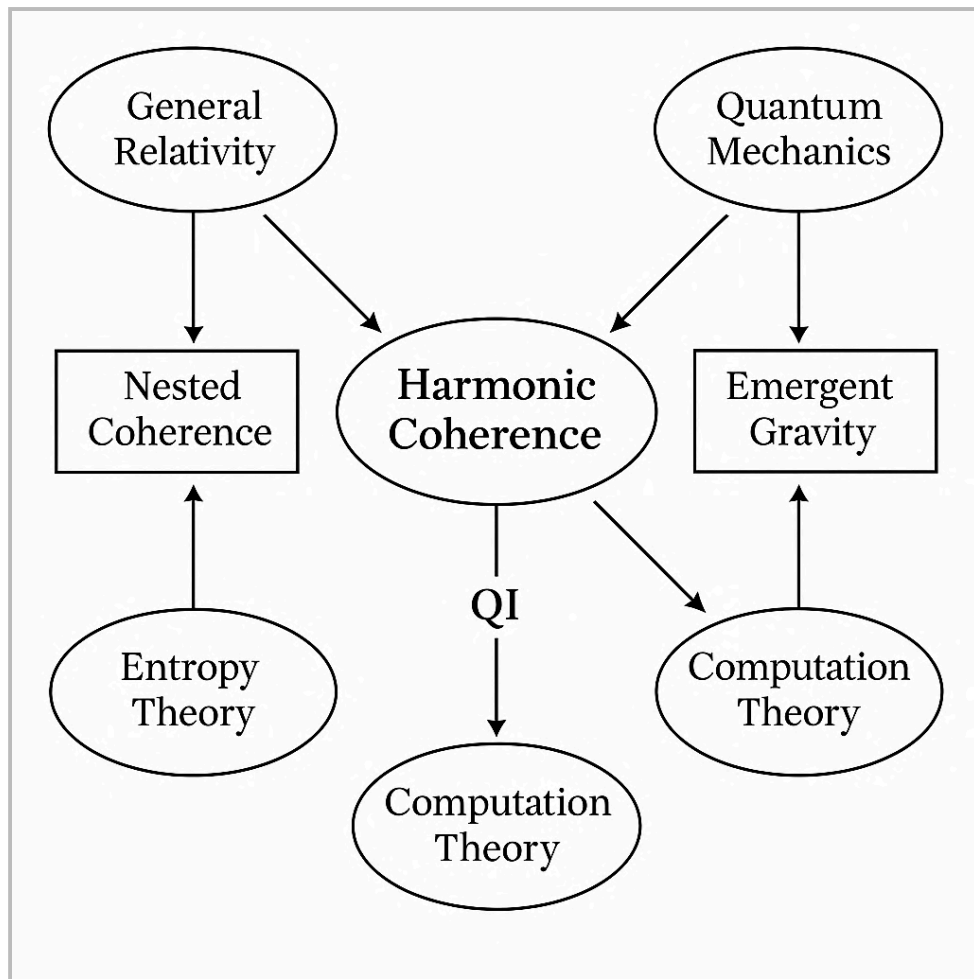 General
Relativity
Quantum
Mechanics
Nested
Coherence
Harmonic
Coherence
Emergent
Gravity
QI
Entropy
Theory
Computation
Theory
Computation
Theory